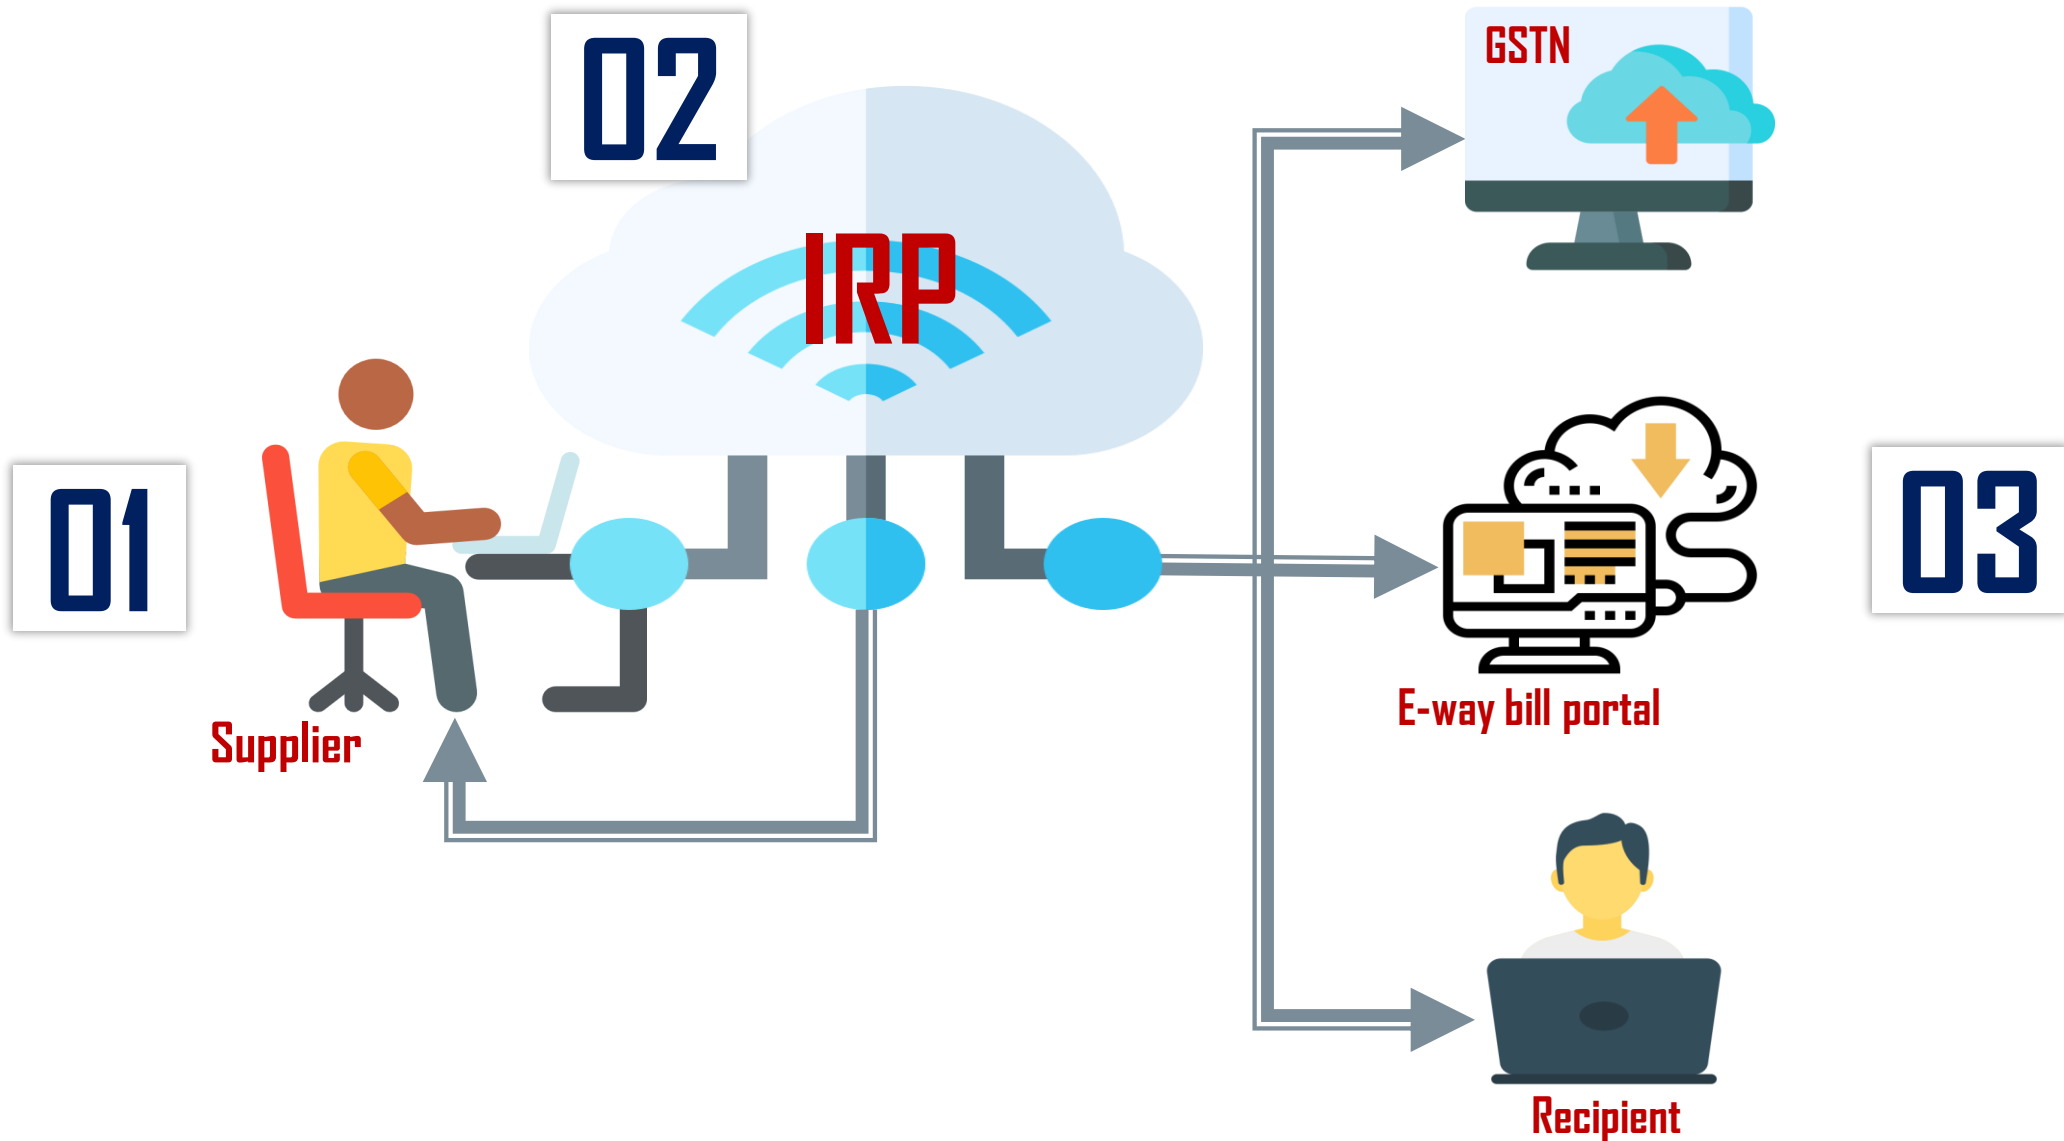 01
Supplier
02
IRP
GSTN
E-way bill portal
Recipient
03